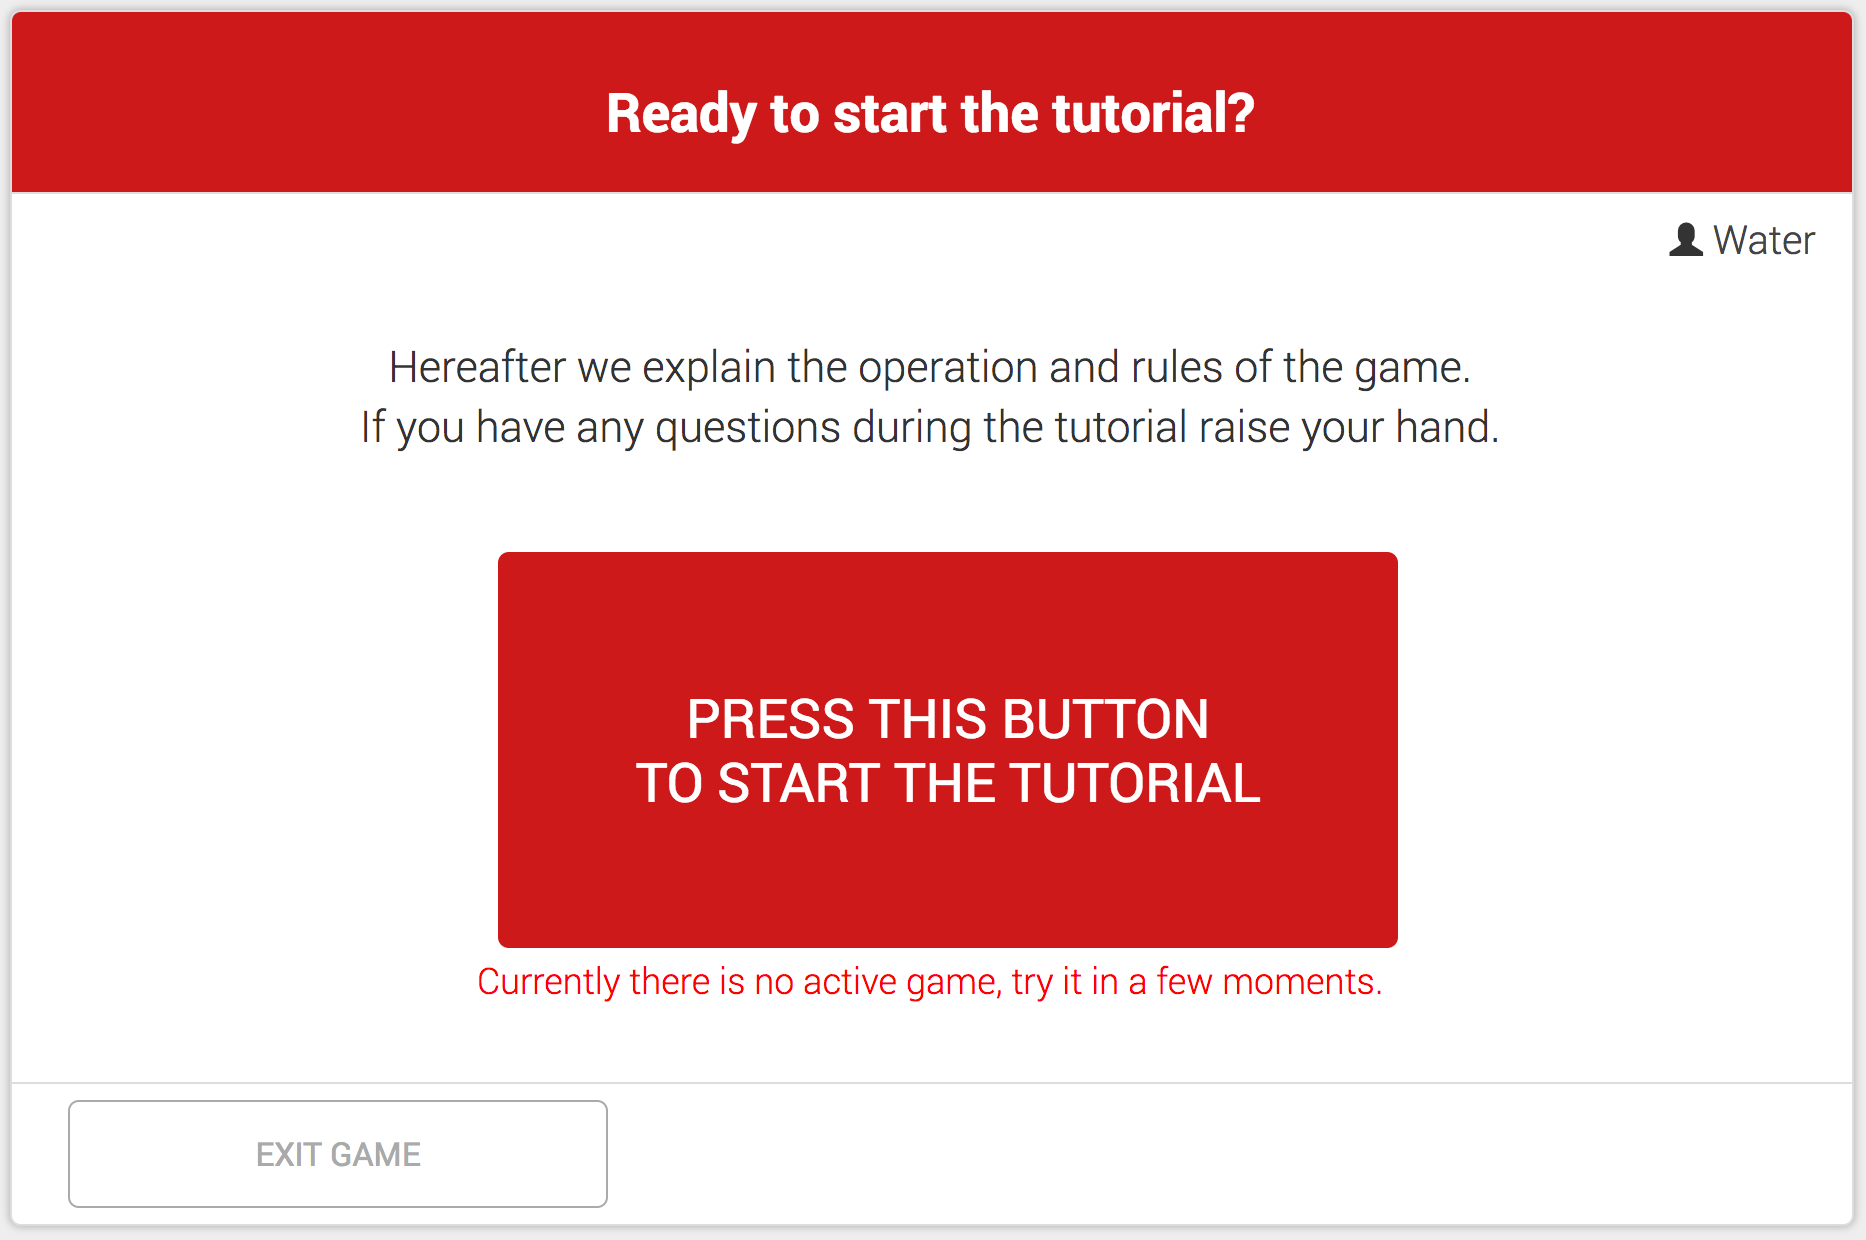 Ready to start the tutorial?
Water
Hereafter we explain the operation and rules of the game.
If you have any questions during the tutorial raise your hand.
PRESS THIS BUTTON
TO START THE TUTORIAL
Currently there is no active game, try it in a few moments.
EXIT GAME